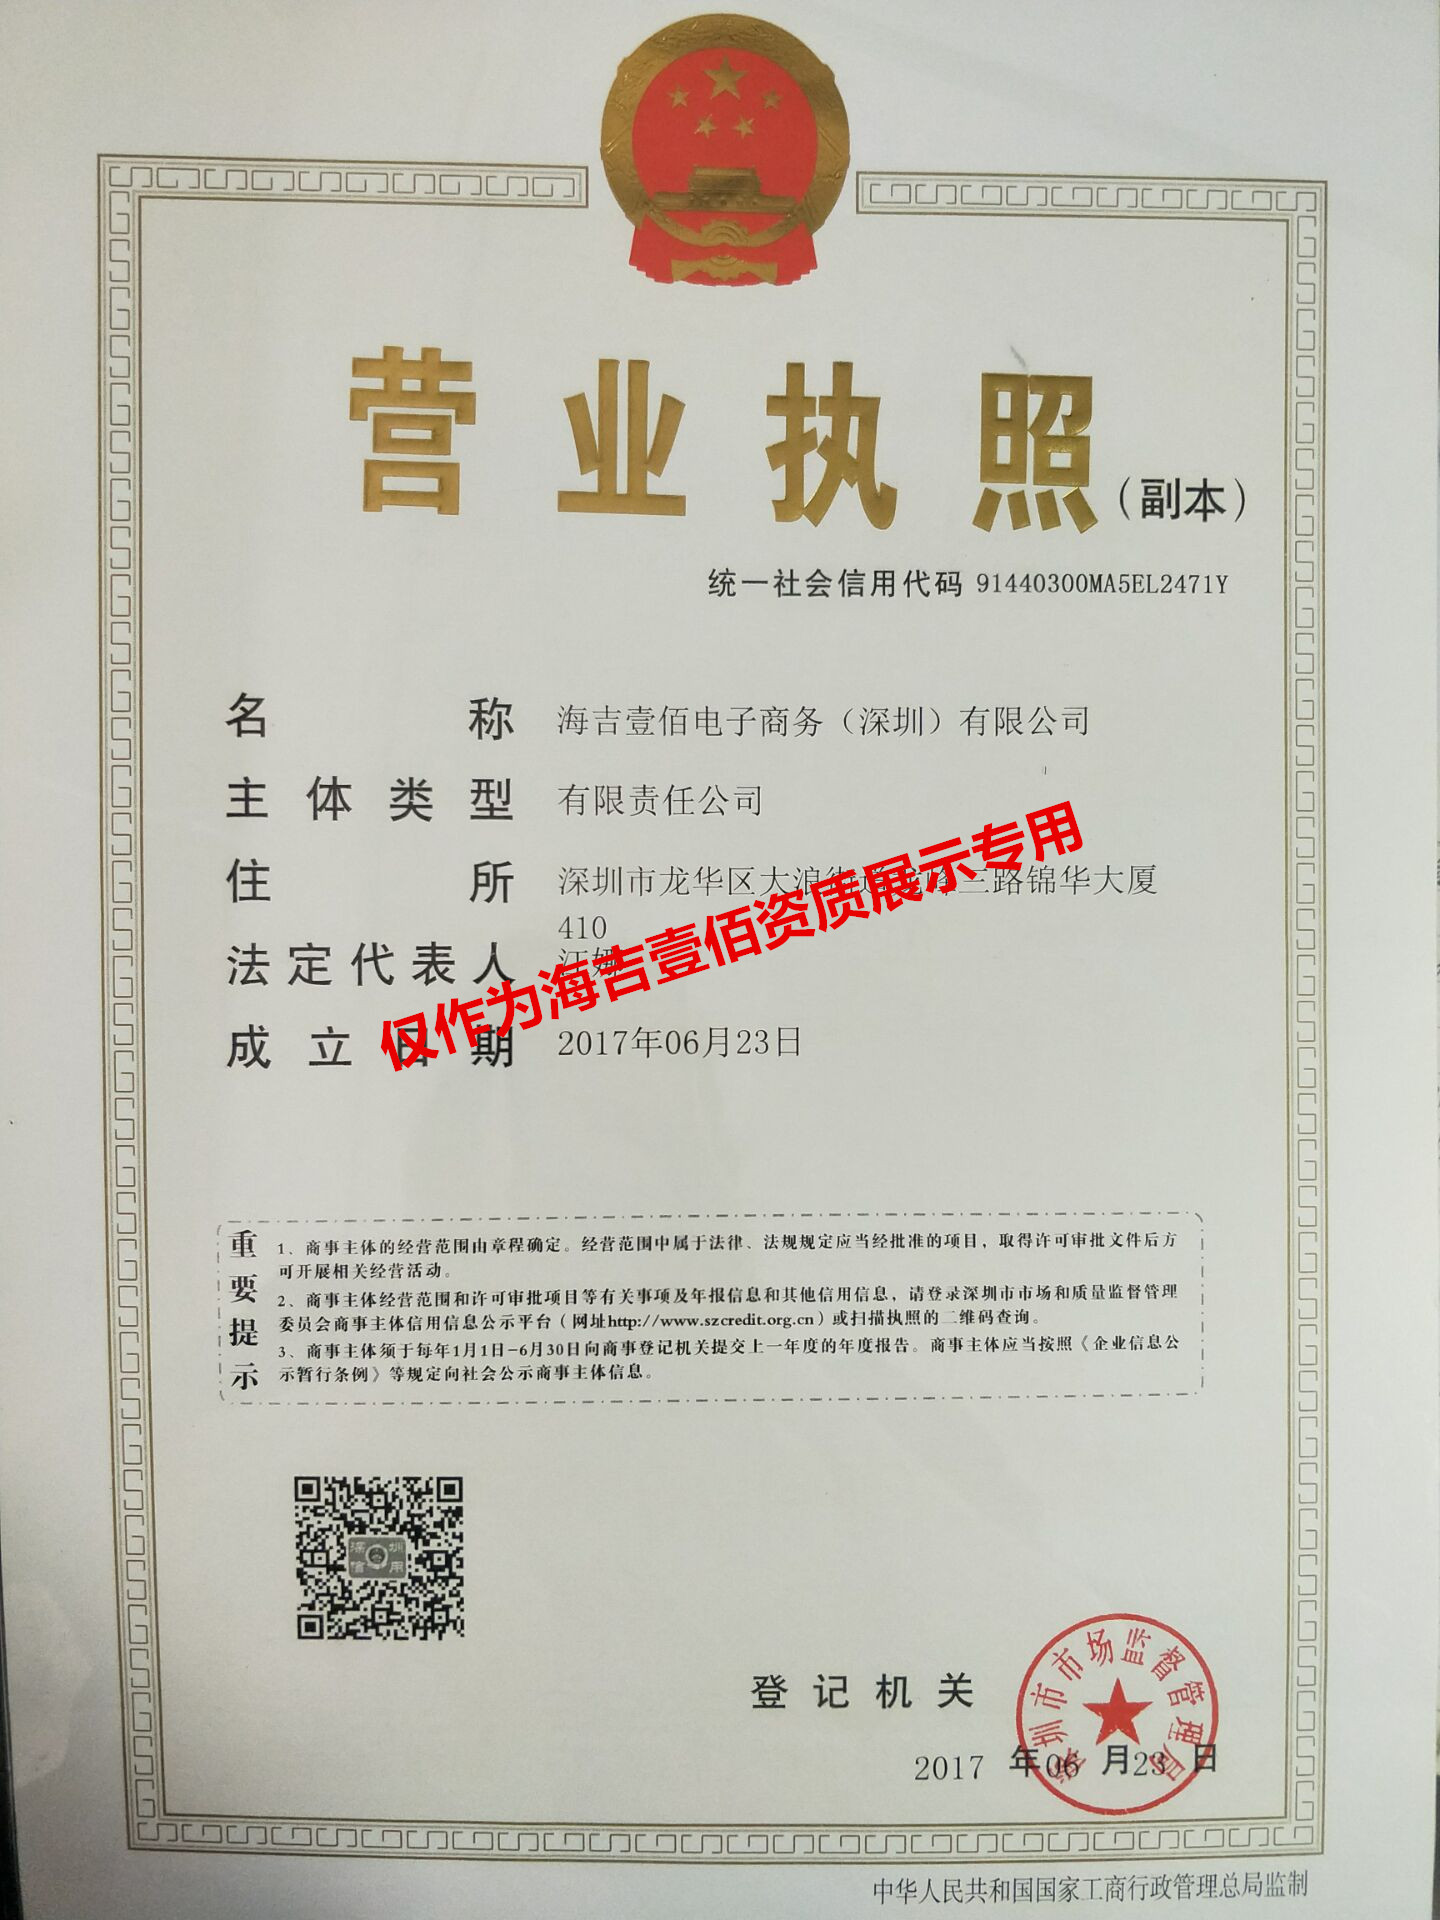 营业执照(副本)
统一社会信用代码 91440300MA5EL2471Y
名称 海吉壹佰电子商务（深圳）有限公司
主体类型 有限责任公司
住所 深圳市龙华区大浪街道三路锦华大厦
410
法定代表人 汪娜
成立日期 2017年06月23日
仅作为海吉壹佰资质展示专用
重要提示
1、商事主体的经营范围由章程确定。经营范围中属于法律、法规规定应当经批准的项目，取得许可审批文件后方
可开展相关经营活动。
2、商事主体经营范围和许可审批项目等有关事项及年报信息和其他信用信息，请登录深圳市市场和质量监督管理
委员会商事主体信用信息公示平台（网址http://www.szcredit.org.cn）或扫描执照的二维码查询。
3、商事主体须于每年1月1日-6月30日向商事登记机关提交上一年度的年度报告。商事主体应当按照《企业信息公
示暂行条例》等规定向社会公示商事主体信息。
深圳
信用
登记机关
深圳市市场监督管理局
2017 年06 月23 日
中华人民共和国国家工商行政管理总局监制